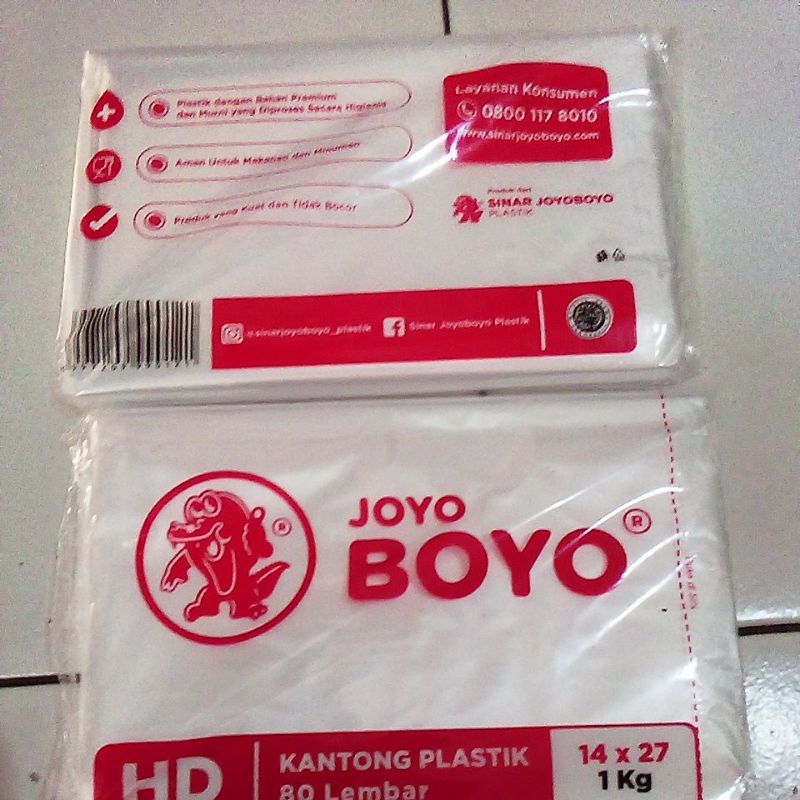 Plastik dengan Bahan Premium
dan Murni yang Diproses Secara Higienis
Aman Untuk Makanan dan Minuman
Produk yang Kuat dan Tidak Bocor
Layanan Konsumen
0800 117 8010
www.sinarjoyoboyo.com
Produk dari
SINAR JOYOBOYO
PLASTIK
@sinarjoyoboyo_plastik
Sinar Joyoboyo Plastik
JOYO
BOYO
®
®
HD
KANTONG PLASTIK
80 Lembar
14 x 27
1 Kg